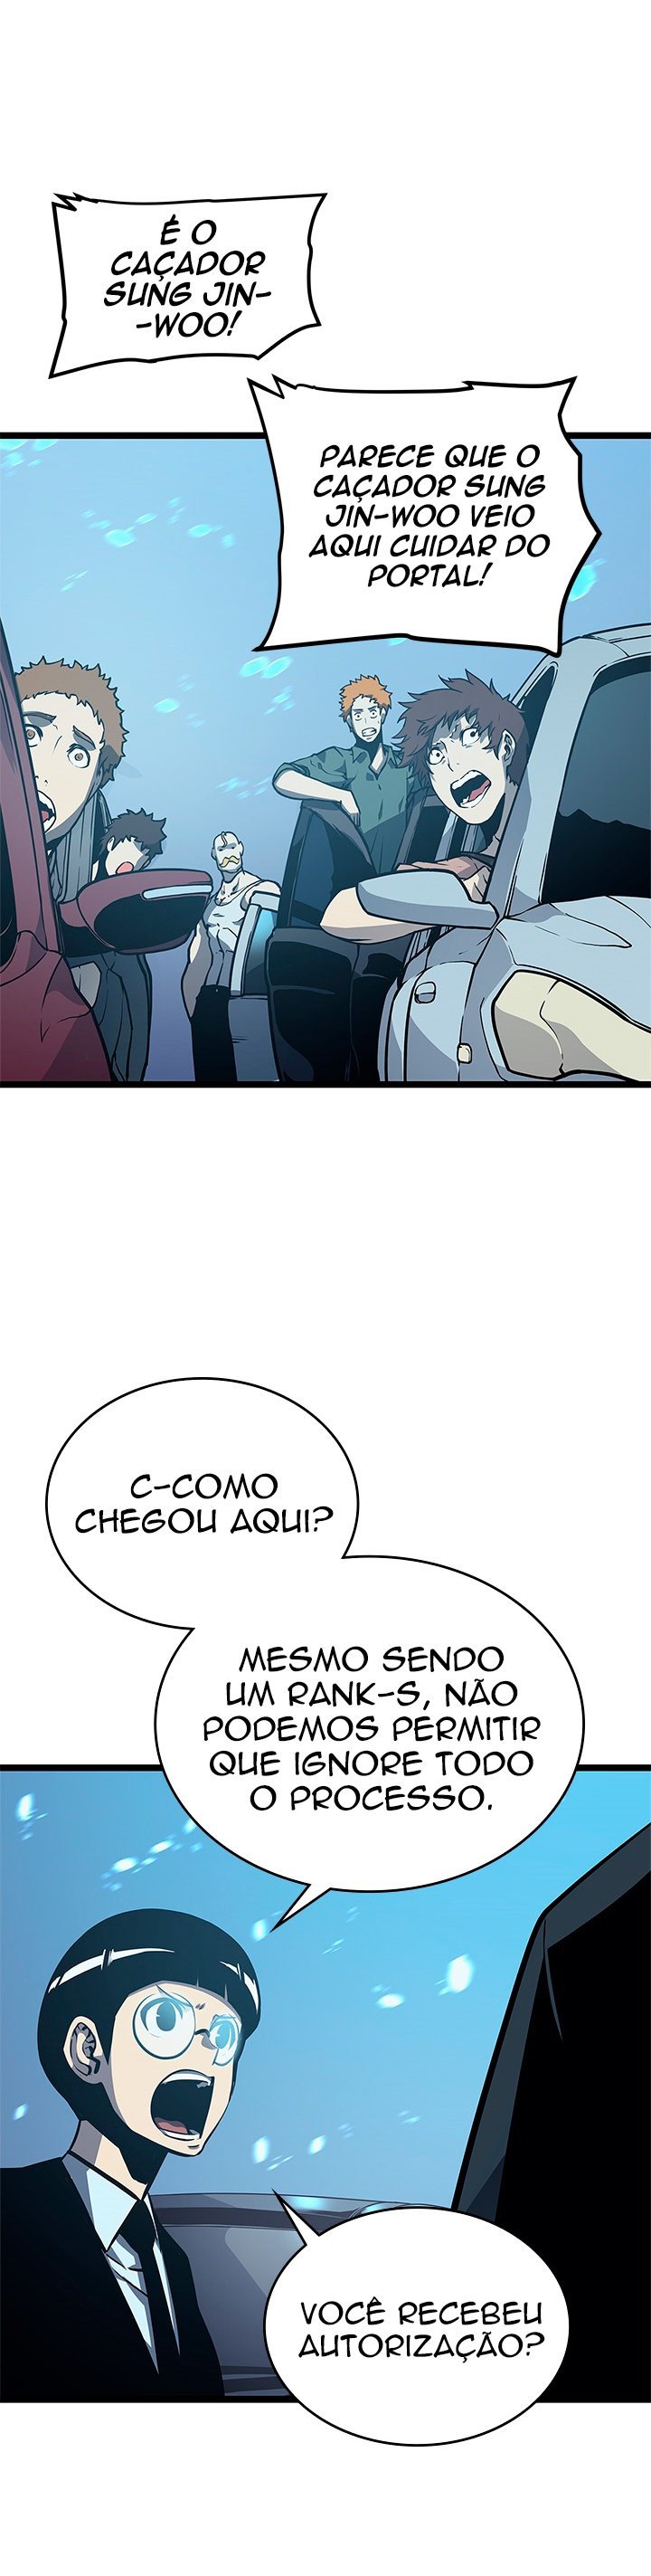 É O
CAÇADOR
SUNG JIN-
-WOO!
PARECE QUE O
CAÇADOR SUNG
JIN-WOO VEIO
AQUI CUIDAR DO
PORTAL!
C-COMO
CHEGOU AQUI?
MESMO SENDO
UM RANK-S, NÃO
PODEMOS PERMITIR
QUE IGNORE TODO
O PROCESSO.
VOCÊ RECEBEU
AUTORIZAÇÃO?